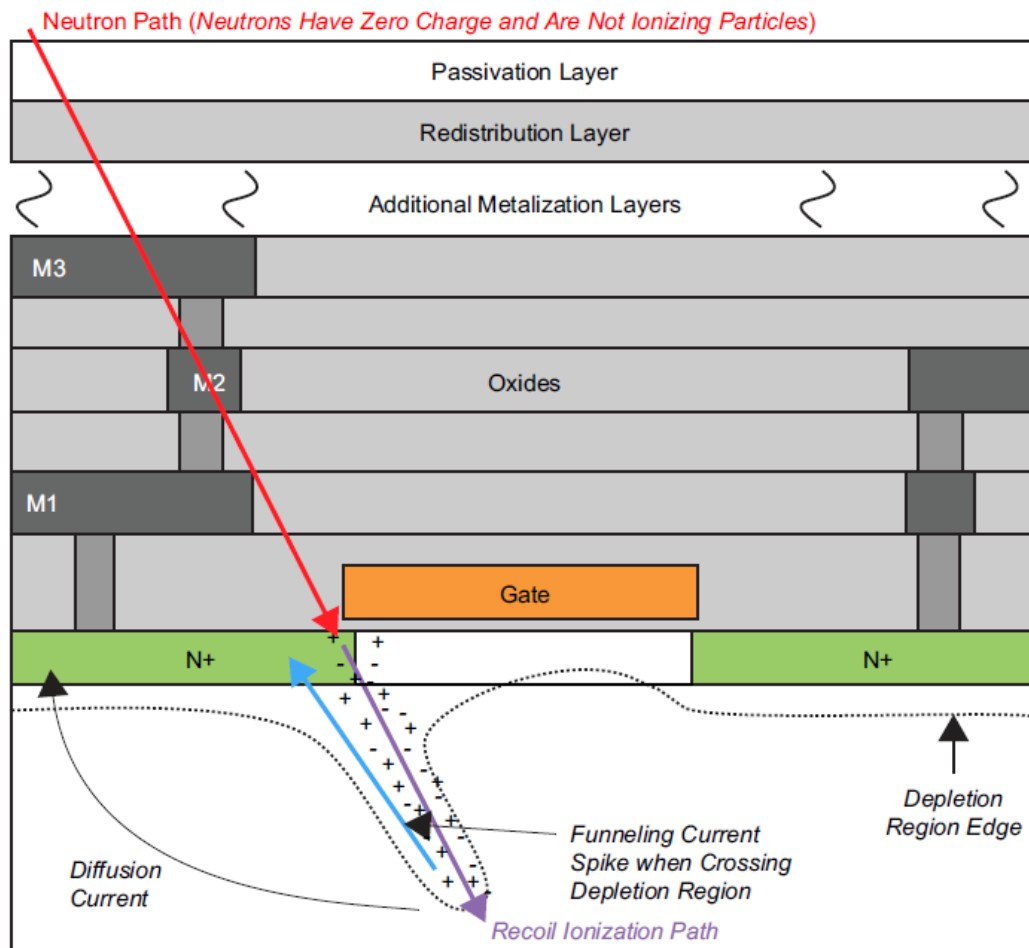 Neutron Path (Neutrons Have Zero Charge and Are Not Ionizing Particles)
Passivation Layer
Redistribution Layer
Additional Metalization Layers
M3
M2
Oxides
M1
Gate
N+
N+
Diffusion
Current
Funneling Current
Spike when Crossing
Depletion Region
Depletion
Region Edge
Recoil Ionization Path